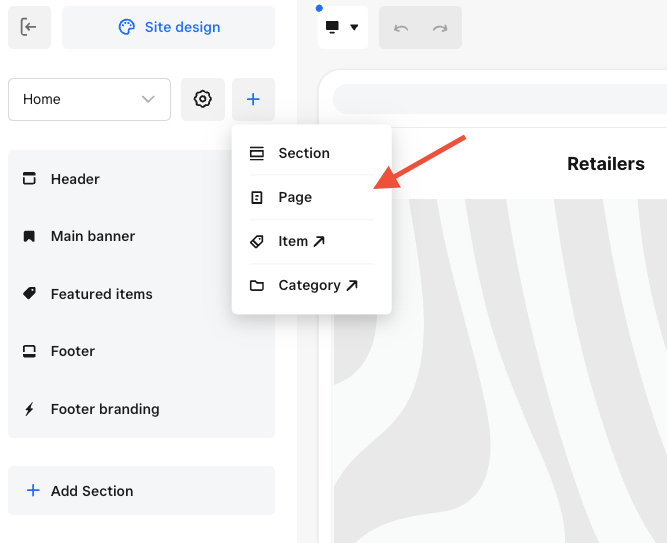 Site design
Home
Section
Page
Item
Category
Header
Main banner
Featured items
Footer
Footer branding
Add Section
Retailers